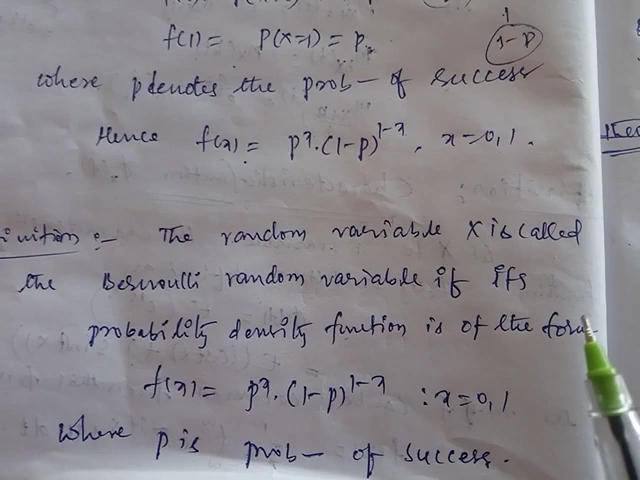 f(1) = P(X=1) = p.
1
1-p
where p denotes the prob— of success
Hence f(x) = p^x.(1-p)^{1-x}, x=0,1.
inition :- The random variable X is called
the Bernoulli random variable if its
probability density function is of the form
f(x) = p^x.(1-p)^{1-x} : x=0,1
where p is prob— of success.